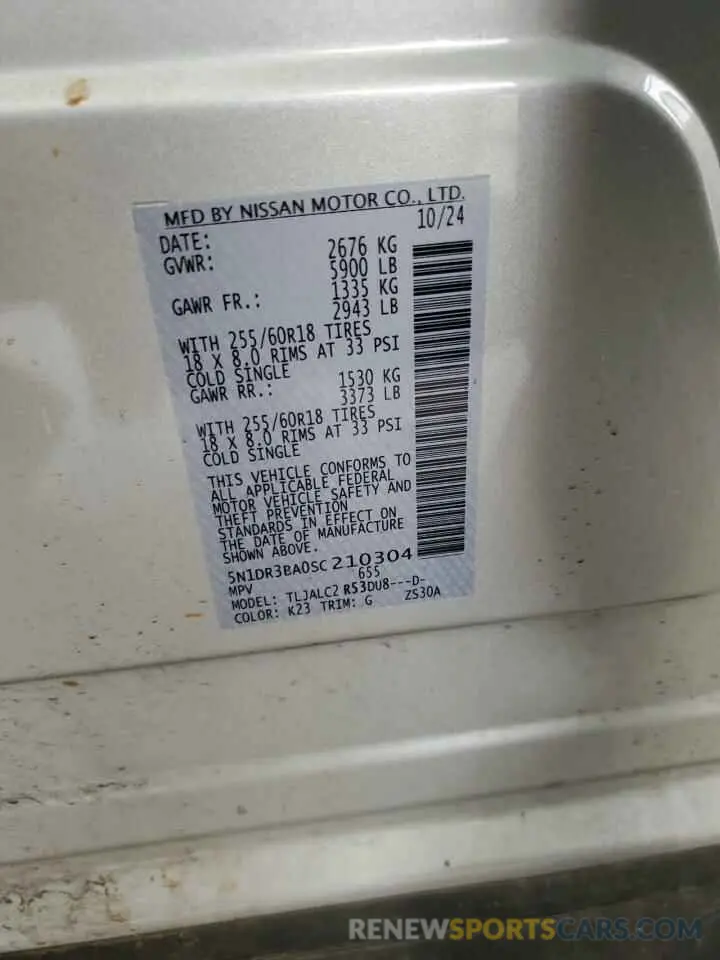 MFD BY NISSAN MOTOR CO., LTD.
DATE: 10/24
GVWR: 2676 KG
5900 LB
GAWR FR.: 1335 KG
2943 LB
WITH 255/60R18 TIRES
18 X 8.0 RIMS AT 33 PSI
COLD SINGLE
GAWR RR.: 1530 KG
3373 LB
WITH 255/60R18 TIRES
18 X 8.0 RIMS AT 33 PSI
COLD SINGLE
THIS VEHICLE CONFORMS TO
ALL APPLICABLE FEDERAL
MOTOR VEHICLE SAFETY AND
THEFT PREVENTION
STANDARDS IN EFFECT ON
THE DATE OF MANUFACTURE
SHOWN ABOVE.
5N1DR3BA0SC210304
MPV 655
MODEL: TLJALC2 R53DU8---D-
COLOR: K23 TRIM: G ZS30A
RENEWSPORTSCARS.COM